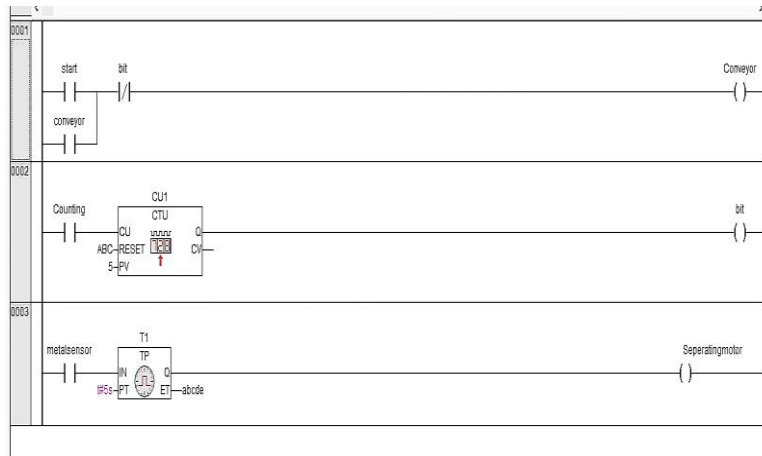 0001
start bit Conveyor
conveyor
0002
CU1
Counting CTU bit
CU Q
ABC RESET CV
5 PV
0003
T1
metalsensor TP Seperatingmotor
IN Q
t#5s PT ET abcde